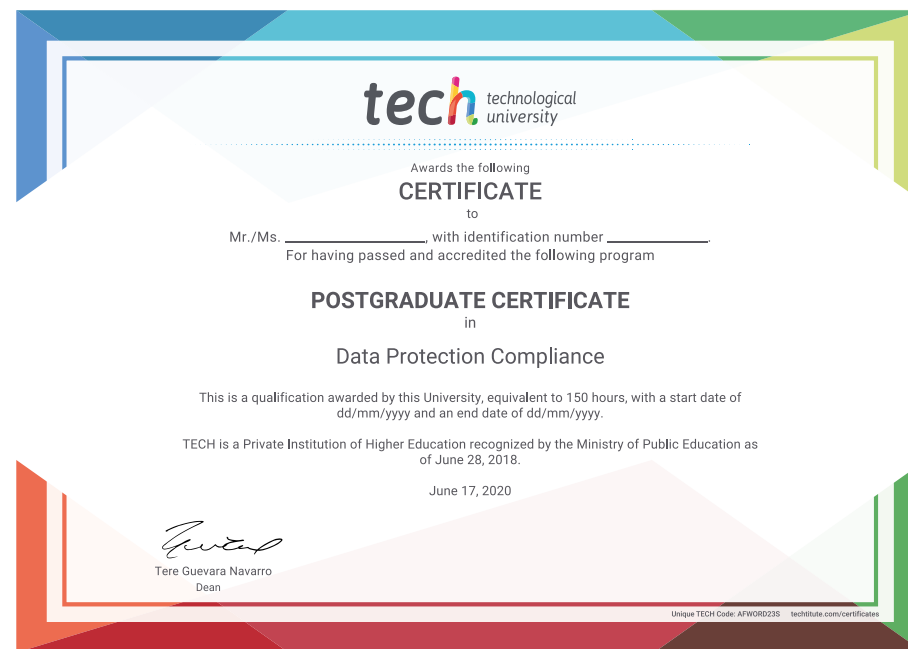 tech technological
university
Awards the following
CERTIFICATE
to
Mr./Ms. ____________________, with identification number ______________.
For having passed and accredited the following program
POSTGRADUATE CERTIFICATE
in
Data Protection Compliance
This is a qualification awarded by this University, equivalent to 150 hours, with a start date of
dd/mm/yyyy and an end date of dd/mm/yyyy.
TECH is a Private Institution of Higher Education recognized by the Ministry of Public Education as
of June 28, 2018.
June 17, 2020
Tere Guevara Navarro
Dean
Unique TECH Code: AFWORD23S techtitute.com/certificates